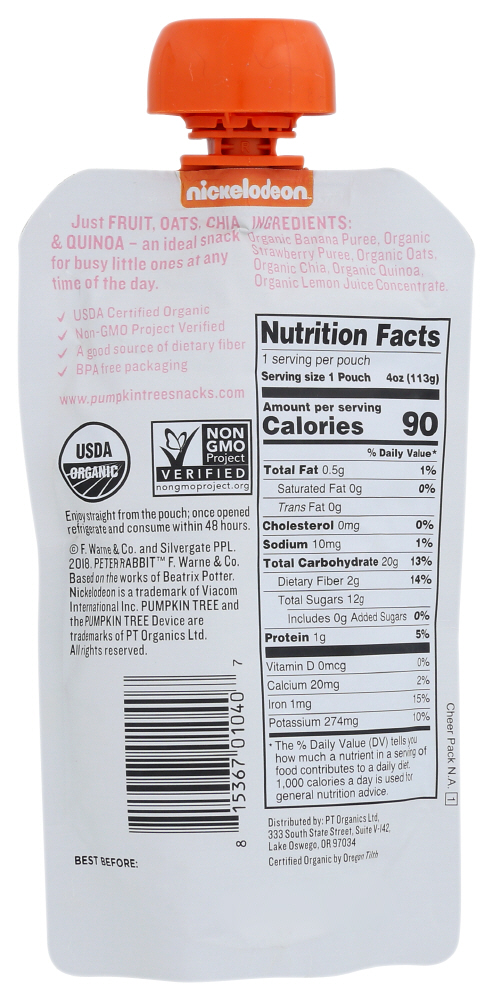 nickelodeon
Just FRUIT, OATS, CHIA
& QUINOA – an ideal snack
for busy little ones at any
time of the day.
INGREDIENTS:
Organic Banana Puree, Organic
Strawberry Puree, Organic Oats,
Organic Chia, Organic Quinoa,
Organic Lemon Juice Concentrate.
✓ USDA Certified Organic
✓ Non-GMO Project Verified
✓ A good source of dietary fiber
✓ BPA free packaging
www.pumpkintreesnacks.com
USDA
ORGANIC
NON
GMO
Project
VERIFIED
nongmoproject.org
Enjoy straight from the pouch; once opened
refrigerate and consume within 48 hours.
© F. Warne & Co. and Silvergate PPL.
2018. PETER RABBIT™ F. Warne & Co.
Based on the works of Beatrix Potter.
Nickelodeon is a trademark of Viacom
International Inc. PUMPKIN TREE and
the PUMPKIN TREE Device are
trademarks of PT Organics Ltd.
All rights reserved.
8 15367 01040 7
BEST BEFORE:
Nutrition Facts
1 serving per pouch
Serving size 1 Pouch 4oz (113g)
Amount per serving
Calories 90
% Daily Value*
Total Fat 0.5g 1%
Saturated Fat 0g 0%
Trans Fat 0g
Cholesterol 0mg 0%
Sodium 10mg 1%
Total Carbohydrate 20g 13%
Dietary Fiber 2g 14%
Total Sugars 12g
Includes 0g Added Sugars 0%
Protein 1g 5%
Vitamin D 0mcg 0%
Calcium 20mg 2%
Iron 1mg 15%
Potassium 274mg 10%
* The % Daily Value (DV) tells you
how much a nutrient in a serving of
food contributes to a daily diet.
1,000 calories a day is used for
general nutrition advice.
Cheer Pack N.A. 1
Distributed by: PT Organics Ltd,
333 South State Street, Suite V-142,
Lake Oswego, OR 97034
Certified Organic by Oregon Tilth